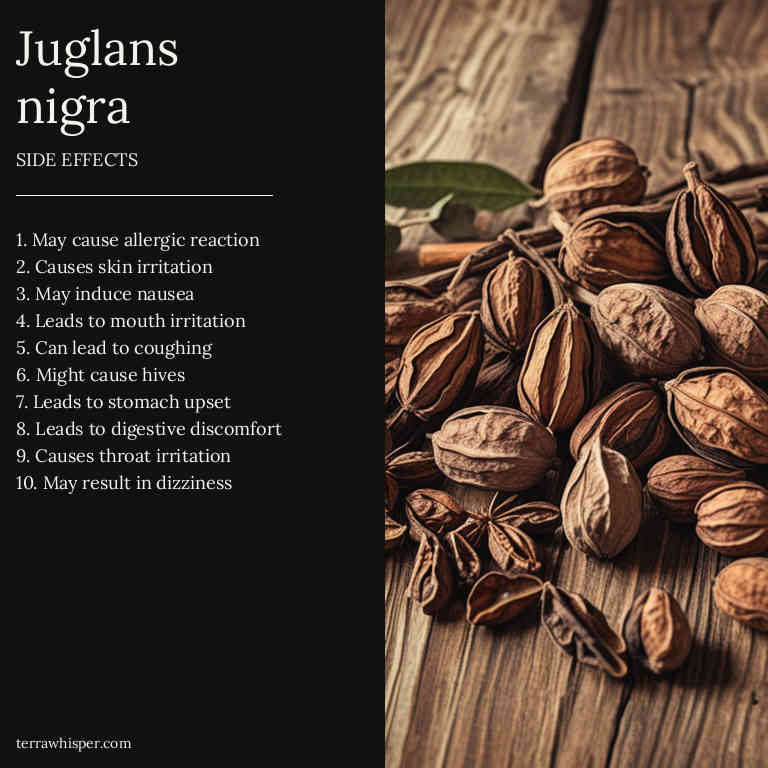 Juglans
nigra
SIDE EFFECTS
1. May cause allergic reaction
2. Causes skin irritation
3. May induce nausea
4. Leads to mouth irritation
5. Can lead to coughing
6. Might cause hives
7. Leads to stomach upset
8. Leads to digestive discomfort
9. Causes throat irritation
10. May result in dizziness
terrawhisper.com